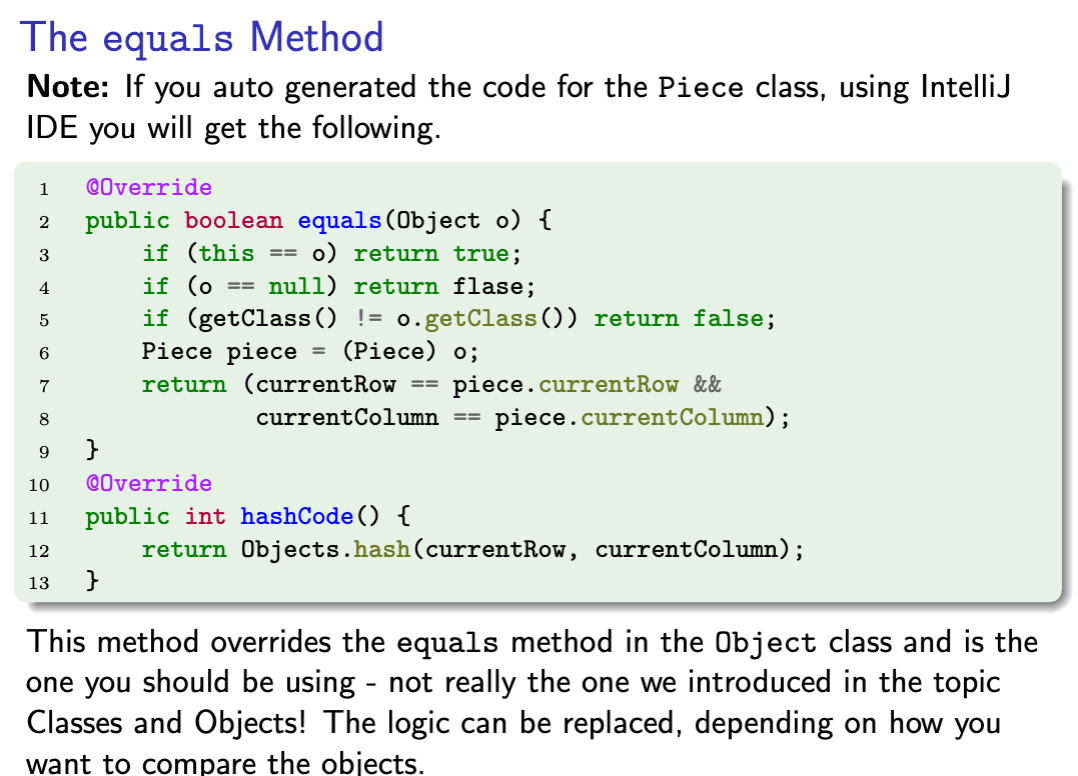 The equals Method
Note: If you auto generated the code for the Piece class, using IntelliJ
IDE you will get the following.
1 @Override
2 public boolean equals(Object o) {
3 if (this == o) return true;
4 if (o == null) return flase;
5 if (getClass() != o.getClass()) return false;
6 Piece piece = (Piece) o;
7 return (currentRow == piece.currentRow &&
8 currentColumn == piece.currentColumn);
9 }
10 @Override
11 public int hashCode() {
12 return Objects.hash(currentRow, currentColumn);
13 }
This method overrides the equals method in the Object class and is the
one you should be using - not really the one we introduced in the topic
Classes and Objects! The logic can be replaced, depending on how you
want to compare the objects.